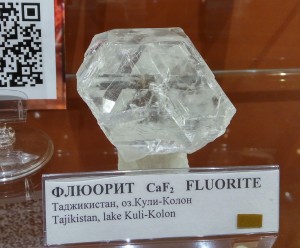 ФЛЮОРИТ CaF₂ FLUORITE
Таджикистан, оз.Кули-Колон
Tajikistan, lake Kuli-Kolon